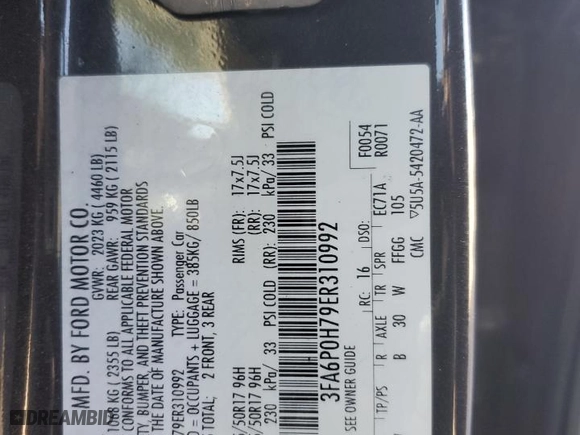 MFD. BY FORD MOTOR CO.
GVWR: 2023 KG ( 4460 LB)
1068 KG ( 2355 LB) REAR GAWR: 959 KG ( 2115 LB)
CONFORMS TO ALL APPLICABLE FEDERAL MOTOR
TY, BUMPER, AND THEFT PREVENTION STANDARDS
THE DATE OF MANUFACTURE SHOWN ABOVE.
79ER310992 TYPE: Passenger Car
= OCCUPANTS + LUGGAGE = 385KG/ 850LB
TOTAL: 2 FRONT, 3 REAR
/50R17 96H RIMS (FR): 17x7.5J
/50R17 96H (RR): 17x7.5J
230 kPa/ 33 PSI COLD (RR): 230 kPa/ 33 PSI COLD
SEE OWNER GUIDE
3FA6P0H79ER310992
F0054
R0071
RC: 16 DSO:
TP/PS R AXLE TR SPR EC71A
B 30 W FFGG 105
CMC ▽5U5A-5420472-AA
DREAMBID